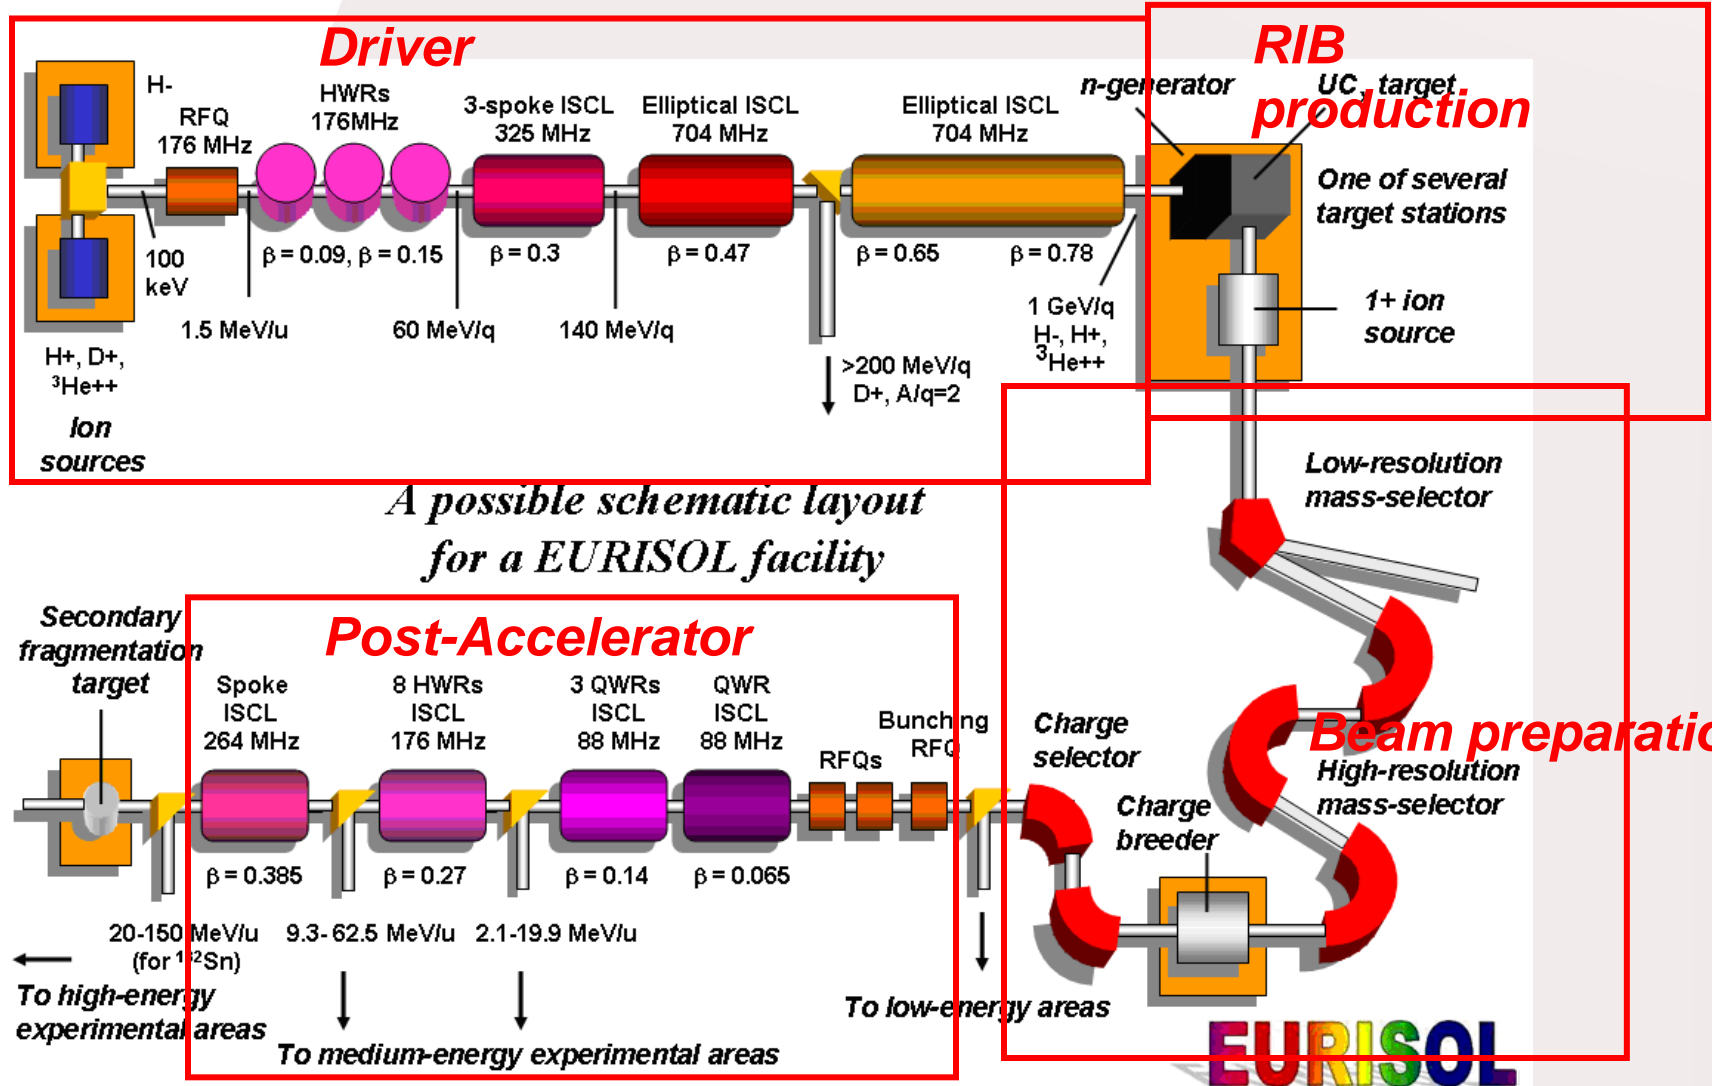 Driver
RIB
production
H-
RFQ
176 MHz
HWRs
176MHz
3-spoke ISCL
325 MHz
Elliptical ISCL
704 MHz
Elliptical ISCL
704 MHz
n-generator
UCx target
One of several
target stations
1+ ion
source
100
keV
β = 0.09, β = 0.15
β = 0.3
β = 0.47
β = 0.65
β = 0.78
1.5 MeV/u
60 MeV/q
140 MeV/q
>200 MeV/q
D+, A/q=2
1 GeV/q
H-, H+,
³He++
H+, D+,
³He++
Ion
sources
A possible schematic layout
for a EURISOL facility
Low-resolution
mass-selector
Beam preparatio
High-resolution
mass-selector
Charge
selector
Charge
breeder
Post-Accelerator
Secondary
fragmentation
target
Spoke
ISCL
264 MHz
8 HWRs
ISCL
176 MHz
3 QWRs
ISCL
88 MHz
QWR
ISCL
88 MHz
RFQs
Bunching
RFQ
β = 0.385
β = 0.27
β = 0.14
β = 0.065
20-150 MeV/u
(for ¹³²Sn)
9.3- 62.5 MeV/u
2.1-19.9 MeV/u
To high-energy
experimental areas
To medium-energy experimental areas
To low-energy areas
EURISOL